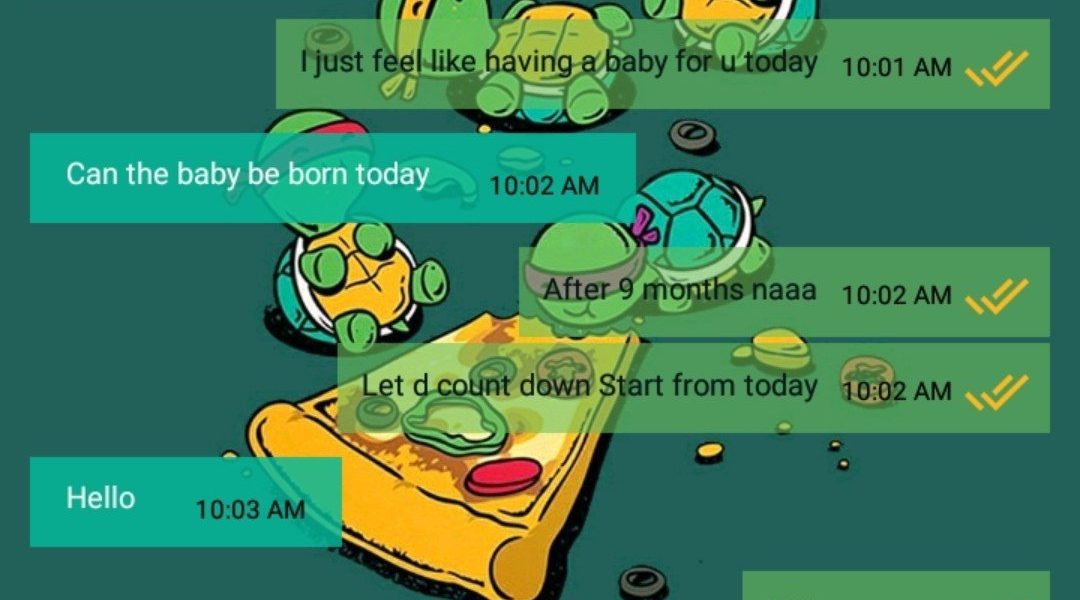 I just feel like having a baby for u today 10:01 AM
Can the baby be born today 10:02 AM
After 9 months naaa 10:02 AM
Let d count down Start from today 10:02 AM
Hello 10:03 AM